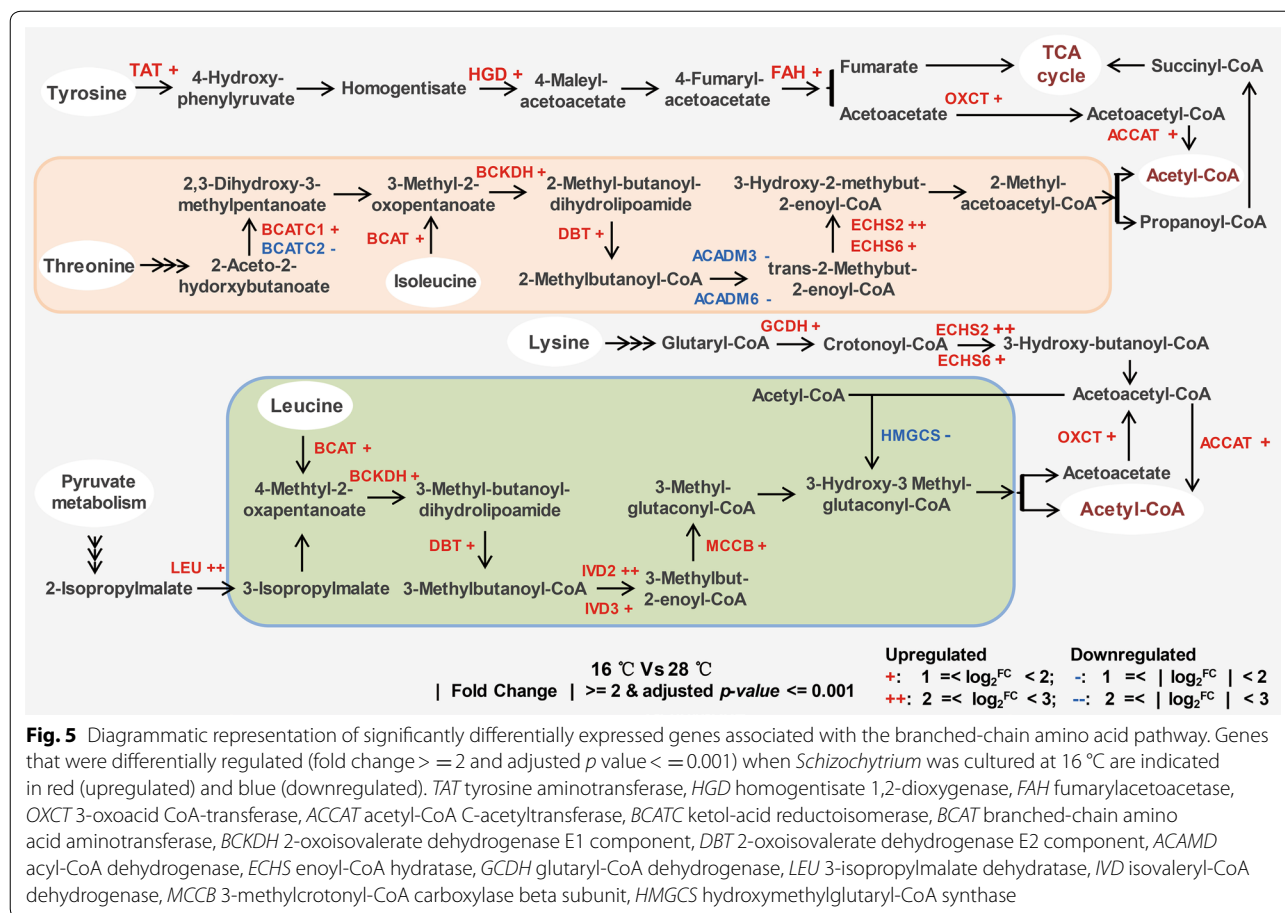 TAT +
Tyrosine
4-Hydroxy-
phenylyruvate
Homogentisate
HGD +
4-Maleyl-
acetoacetate
4-Fumaryl-
acetoacetate
FAH +
Fumarate
TCA
cycle
Succinyl-CoA
Acetoacetate
OXCT +
Acetoacetyl-CoA
ACCAT +
Acetyl-CoA
Propanoyl-CoA
2,3-Dihydroxy-3-
methylpentanoate
3-Methyl-2-
oxopentanoate
BCKDH +
2-Methyl-butanoyl-
dihydrolipoamide
3-Hydroxy-2-methybut-
2-enoyl-CoA
2-Methyl-
acetoacetyl-CoA
BCATC1 +
BCATC2 -
BCAT +
DBT +
ECHS2 ++
ECHS6 +
Threonine
2-Aceto-2-
hydorxybutanoate
Isoleucine
2-Methylbutanoyl-CoA
ACADM3 -
ACADM6 -
trans-2-Methybut-
2-enoyl-CoA
Lysine
Glutaryl-CoA
GCDH +
Crotonoyl-CoA
ECHS2 ++
ECHS6 +
3-Hydroxy-butanoyl-CoA
Leucine
Acetyl-CoA
Acetoacetyl-CoA
BCAT +
HMGCS -
OXCT +
ACCAT +
Pyruvate
metabolism
4-Methtyl-2-
oxapentanoate
BCKDH +
3-Methyl-butanoyl-
dihydrolipoamide
3-Methyl-
glutaconyl-CoA
3-Hydroxy-3 Methyl-
glutaconyl-CoA
Acetoacetate
Acetyl-CoA
DBT +
MCCB +
2-Isopropylmalate
LEU ++
3-Isopropylmalate
3-Methylbutanoyl-CoA
IVD2 ++
IVD3 +
3-Methylbut-
2-enoyl-CoA
16 ℃ Vs 28 ℃
| Fold Change | >= 2 & adjusted p-value <= 0.001
Upregulated Downregulated
+: 1 =< log2FC < 2; -: 1 =< | log2FC | < 2
++: 2 =< log2FC < 3; --: 2 =< | log2FC | < 3
Fig. 5 Diagrammatic representation of significantly differentially expressed genes associated with the branched-chain amino acid pathway. Genes
that were differentially regulated (fold change > = 2 and adjusted p value < = 0.001) when Schizochytrium was cultured at 16 °C are indicated
in red (upregulated) and blue (downregulated). TAT tyrosine aminotransferase, HGD homogentisate 1,2-dioxygenase, FAH fumarylacetoacetase,
OXCT 3-oxoacid CoA-transferase, ACCAT acetyl-CoA C-acetyltransferase, BCATC ketol-acid reductoisomerase, BCAT branched-chain amino
acid aminotransferase, BCKDH 2-oxoisovalerate dehydrogenase E1 component, DBT 2-oxoisovalerate dehydrogenase E2 component, ACAMD
acyl-CoA dehydrogenase, ECHS enoyl-CoA hydratase, GCDH glutaryl-CoA dehydrogenase, LEU 3-isopropylmalate dehydratase, IVD isovaleryl-CoA
dehydrogenase, MCCB 3-methylcrotonyl-CoA carboxylase beta subunit, HMGCS hydroxymethylglutaryl-CoA synthase